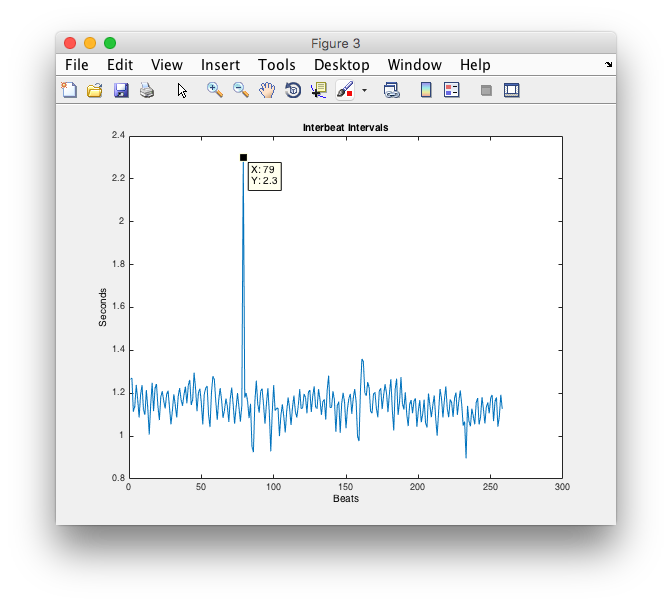 Figure 3
File Edit View Insert Tools Desktop Window Help
Interbeat Intervals
2.4
2.2
2
1.8
1.6
1.4
1.2
1
0.8
Seconds
X: 79
Y: 2.3
0 50 100 150 200 250 300
Beats